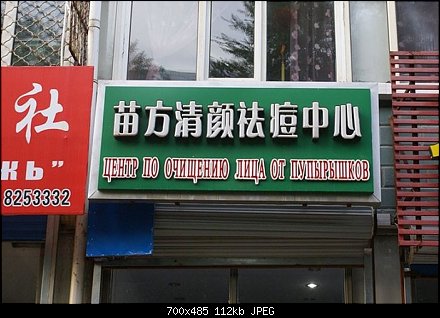 社
жь"
8253332
苗方清颜祛痘中心
ЦЕНТР ПО ОЧИЩЕНИЮ ЛИЦА ОТ ПУПЫРЫШКОВ
700x485 112kb JPEG